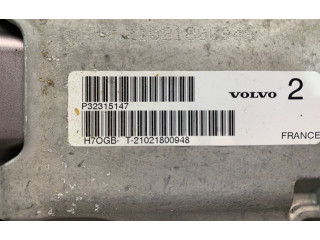 VOLVO 2
P32315147
H7OGB- T-21021800948
FRANCE